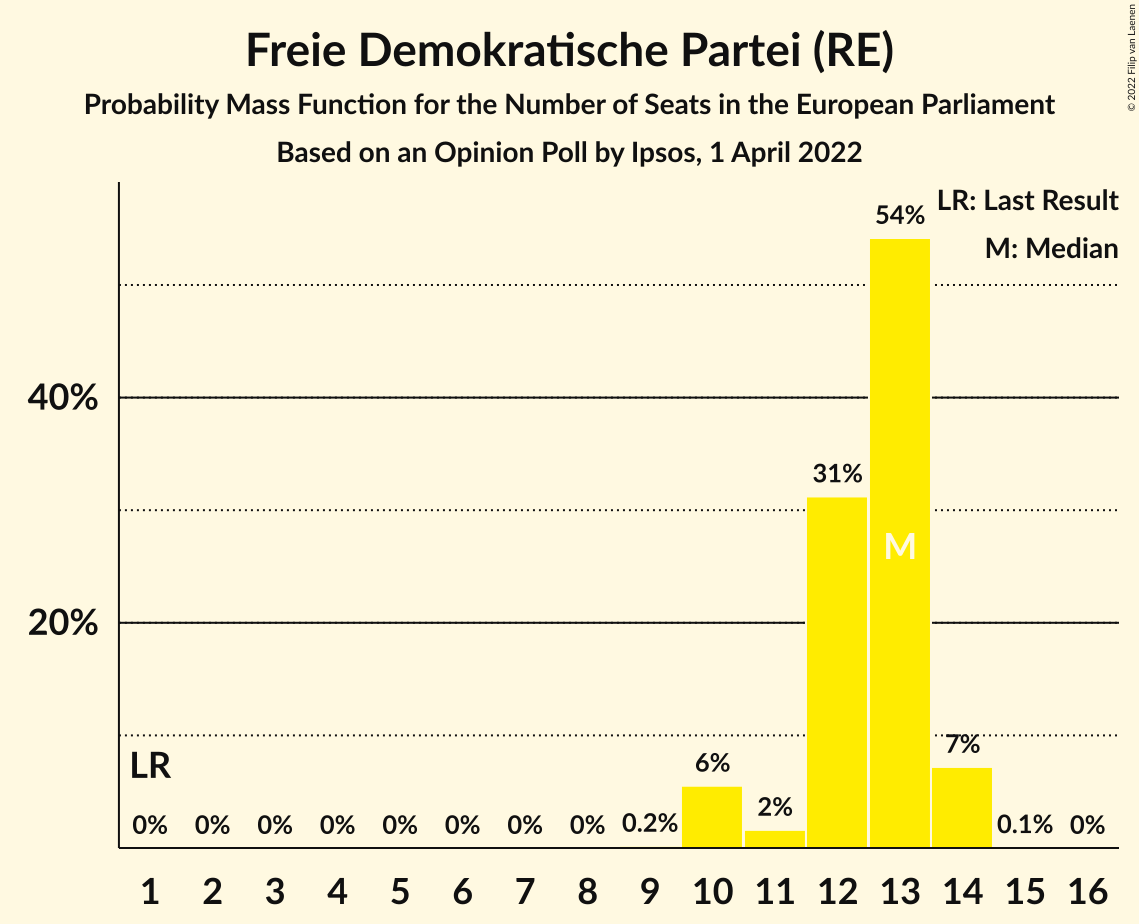 Freie Demokratische Partei (RE)
Probability Mass Function for the Number of Seats in the European Parliament
Based on an Opinion Poll by Ipsos, 1 April 2022
© 2022 Filip van Laenen
LR: Last Result
M: Median
54%
40%
31%
M
20%
LR
7%
6%
2%
0% 0% 0% 0% 0% 0% 0% 0% 0.2% 0.1% 0%
1 2 3 4 5 6 7 8 9 10 11 12 13 14 15 16